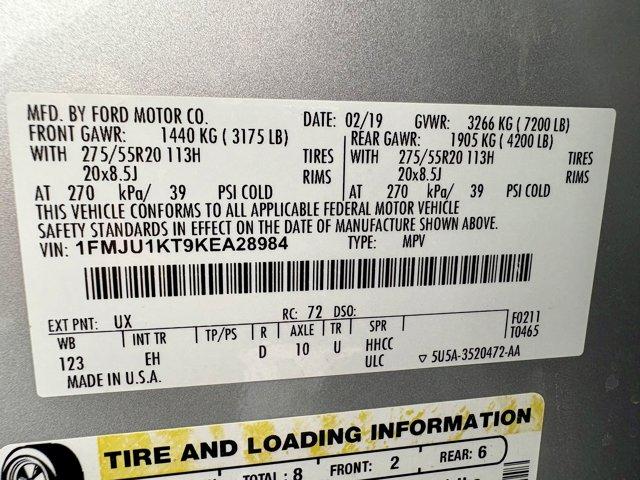 MFD. BY FORD MOTOR CO. DATE: 02/19 GVWR: 3266 KG ( 7200 LB)
FRONT GAWR: 1440 KG ( 3175 LB) REAR GAWR: 1905 KG ( 4200 LB)
WITH 275/55R20 113H TIRES WITH 275/55R20 113H TIRES
20x8.5J RIMS 20x8.5J RIMS
AT 270 kPa/ 39 PSI COLD AT 270 kPa/ 39 PSI COLD
THIS VEHICLE CONFORMS TO ALL APPLICABLE FEDERAL MOTOR VEHICLE
SAFETY STANDARDS IN EFFECT ON THE DATE OF MANUFACTURE SHOWN ABOVE.
VIN: 1FMJU1KT9KEA28984 TYPE: MPV
EXT PNT: UX RC: 72 DSO: F0211
WB INT TR TP/PS R AXLE TR SPR T0465
123 EH D 10 U HHCC
ULC ▽ 5U5A-3520472-AA
MADE IN U.S.A.
TIRE AND LOADING INFORMATION
TOTAL : 8 FRONT: 2 REAR: 6